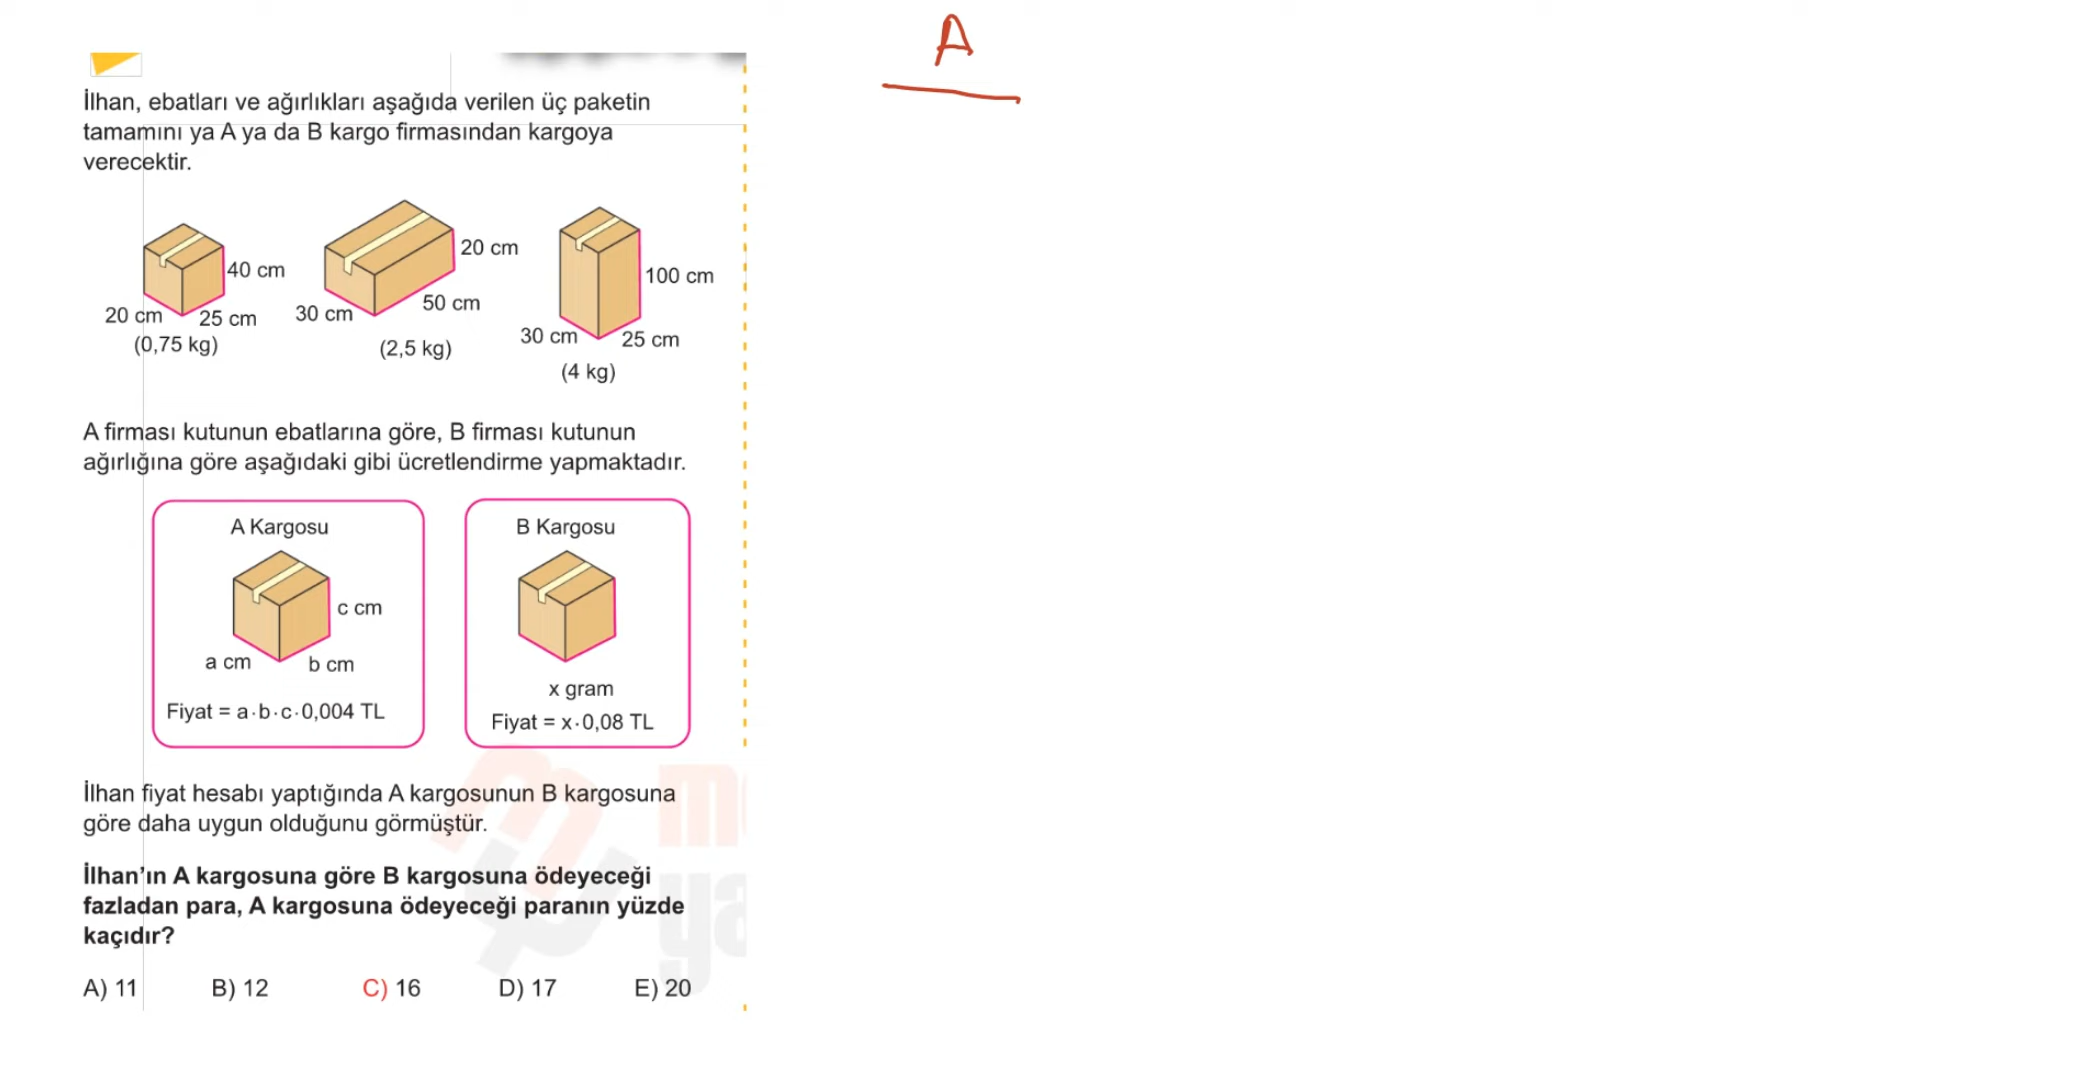 A
İlhan, ebatları ve ağırlıkları aşağıda verilen üç paketin
tamamını ya A ya da B kargo firmasından kargoya
verecektir.
40 cm
20 cm
25 cm
(0,75 kg)
20 cm
50 cm
30 cm
(2,5 kg)
100 cm
30 cm
25 cm
(4 kg)
A firması kutunun ebatlarına göre, B firması kutunun
ağırlığına göre aşağıdaki gibi ücretlendirme yapmaktadır.
A Kargosu
c cm
a cm
b cm
Fiyat = a·b·c·0,004 TL
B Kargosu
x gram
Fiyat = x·0,08 TL
İlhan fiyat hesabı yaptığında A kargosunun B kargosuna
göre daha uygun olduğunu görmüştür.
İlhan'ın A kargosuna göre B kargosuna ödeyeceği
fazladan para, A kargosuna ödeyeceği paranın yüzde
kaçıdır?
A) 11 B) 12 C) 16 D) 17 E) 20